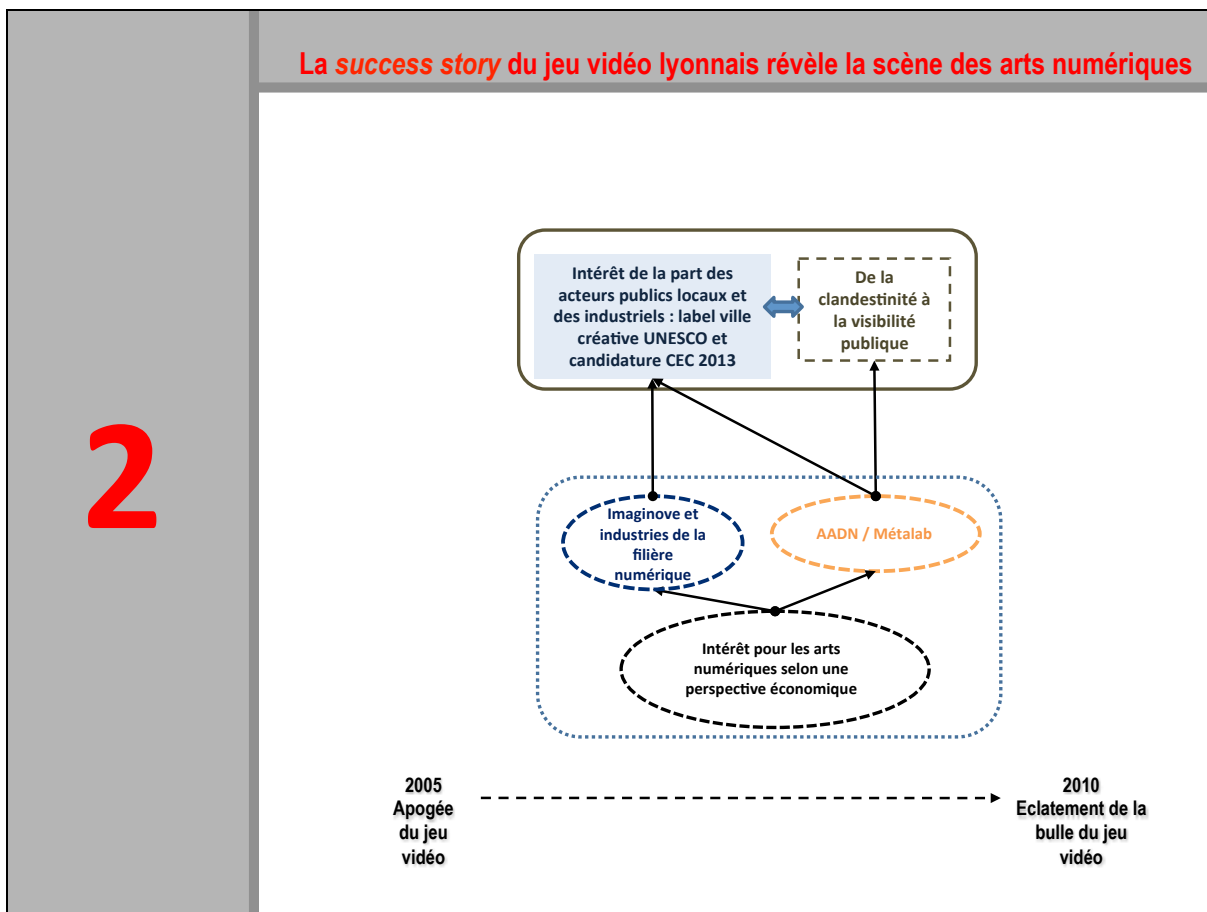 La success story du jeu vidéo lyonnais révèle la scène des arts numériques
2
Intérêt de la part des
acteurs publics locaux et
des industriels : label ville
créative UNESCO et
candidature CEC 2013
De la
clandestinité à
la visibilité
publique
Imaginove et
industries de la
filière
numérique
AADN / Métalab
Intérêt pour les arts
numériques selon une
perspective économique
2005
Apogée
du jeu
vidéo
2010
Eclatement de la
bulle du jeu
vidéo